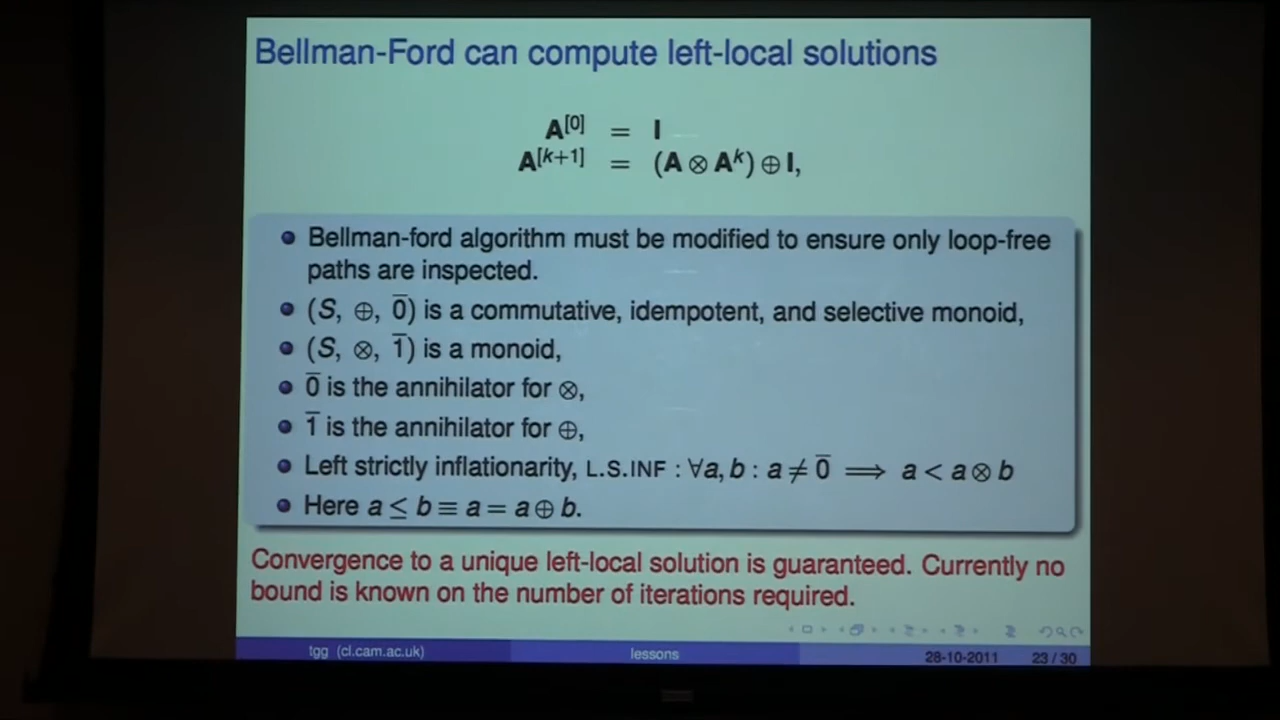 Bellman-Ford can compute left-local solutions
A^[0] = I
A^[k+1] = (A ⊗ A^k) ⊕ I,
Bellman-ford algorithm must be modified to ensure only loop-free
paths are inspected.
(S, ⊕, 0̅) is a commutative, idempotent, and selective monoid,
(S, ⊗, 1̅) is a monoid,
0̅ is the annihilator for ⊗,
1̅ is the annihilator for ⊕,
Left strictly inflationarity, L.S.INF : ∀a, b : a ≠ 0̅ ⟹ a < a ⊗ b
Here a ≤ b ≡ a = a ⊕ b.
Convergence to a unique left-local solution is guaranteed. Currently no
bound is known on the number of iterations required.
tgg (cl.cam.ac.uk) lessons 28-10-2011 23 / 30